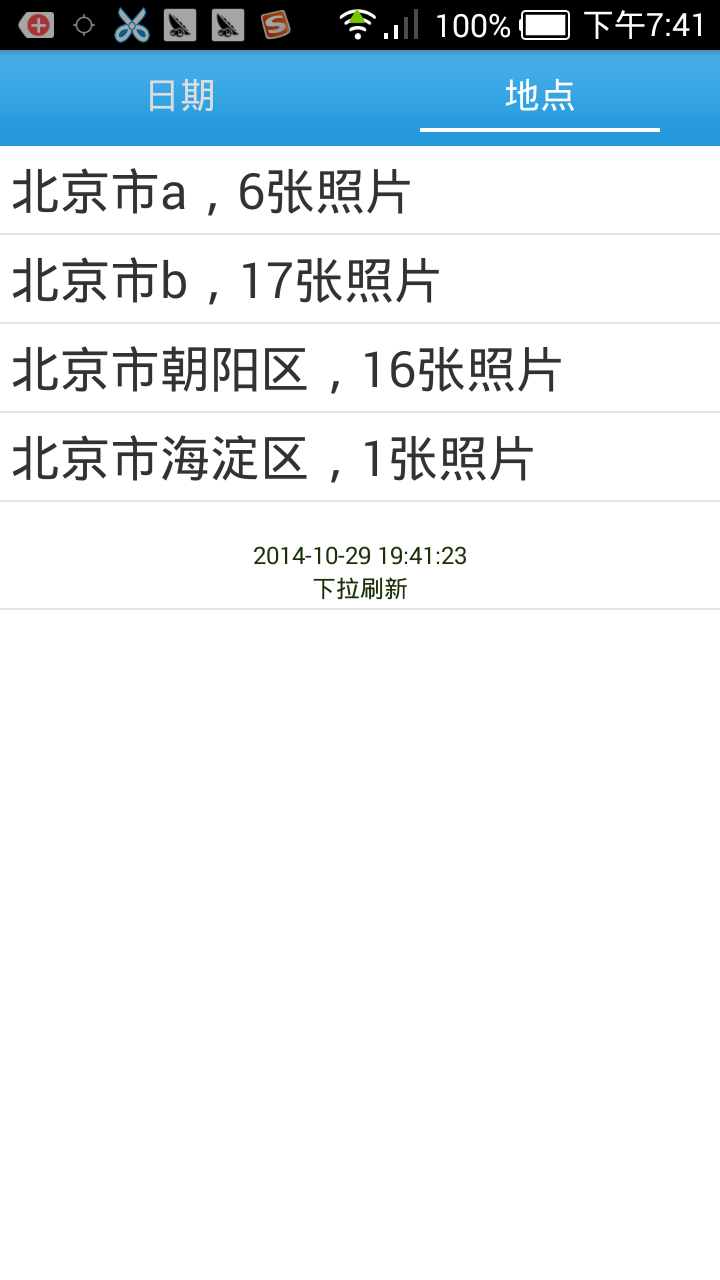 100% 下午7:41
日期 地点
北京市a，6张照片
北京市b，17张照片
北京市朝阳区，16张照片
北京市海淀区，1张照片
2014-10-29 19:41:23
下拉刷新